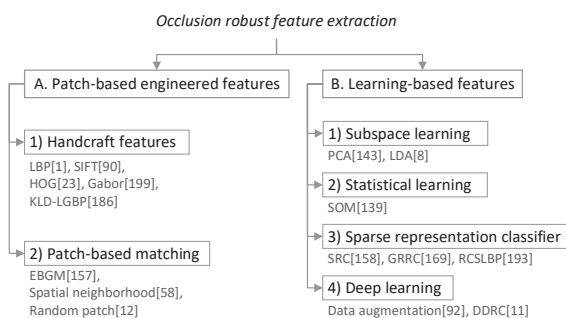 Occlusion robust feature extraction
A. Patch-based engineered features
1) Handcraft features
LBP[1], SIFT[90],
HOG[23], Gabor[199],
KLD-LGBP[186]
2) Patch-based matching
EBGM[157],
Spatial neighborhood[58],
Random patch[12]
B. Learning-based features
1) Subspace learning
PCA[143], LDA[8]
2) Statistical learning
SOM[139]
3) Sparse representation classifier
SRC[158], GRRC[169], RCSLBP[193]
4) Deep learning
Data augmentation[92], DDRC[11]